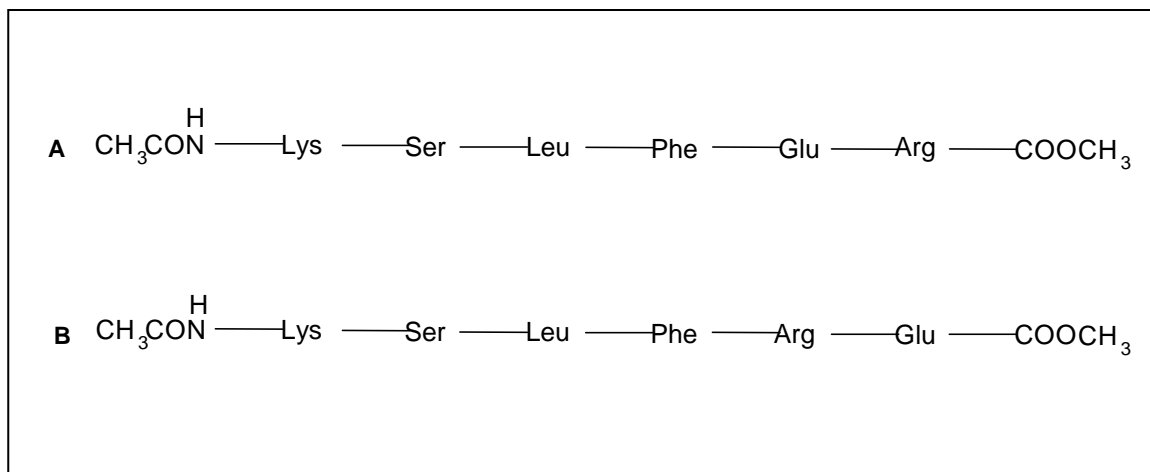 H
A CH3CON Lys Ser Leu Phe Glu Arg COOCH3
H
B CH3CON Lys Ser Leu Phe Arg Glu COOCH3